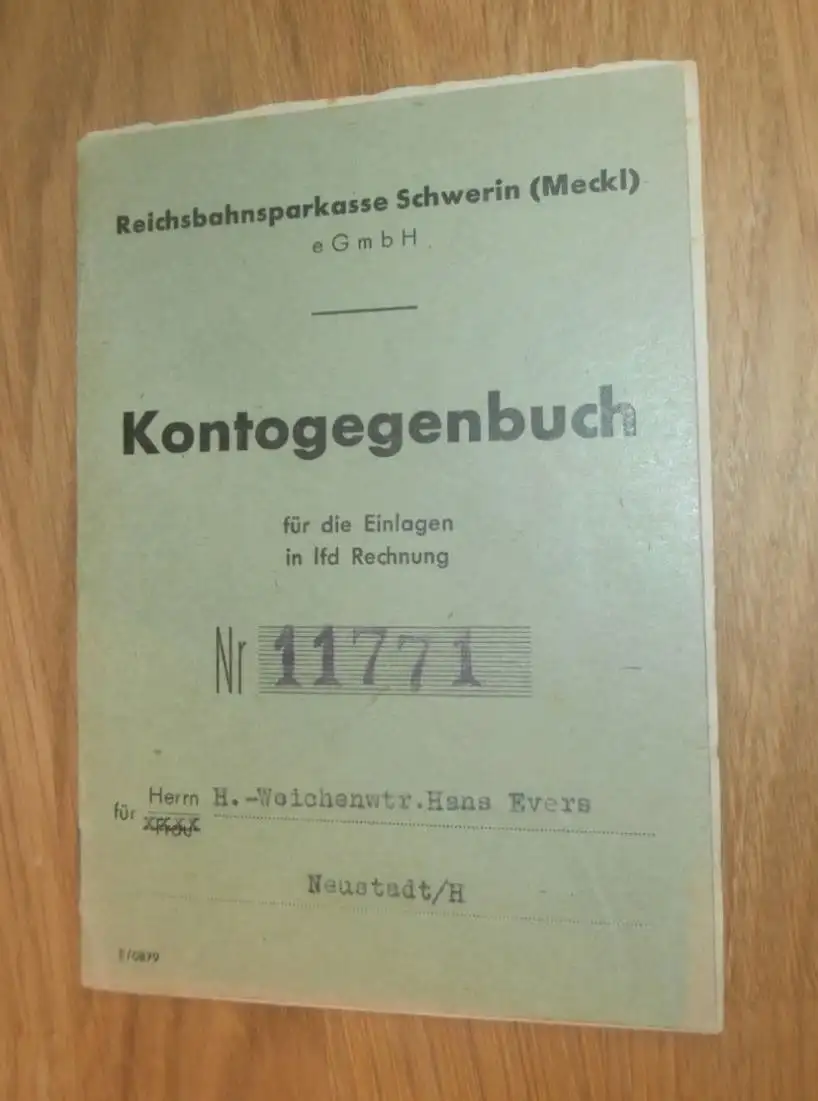 Reichsbahnsparkasse Schwerin (Meckl)
eGmbH
Kontogegenbuch
für die Einlagen
in lfd Rechnung
Nr 11771
für Herrn H.-Weichenwtr.Hans Evers
Frau
Neustadt/H